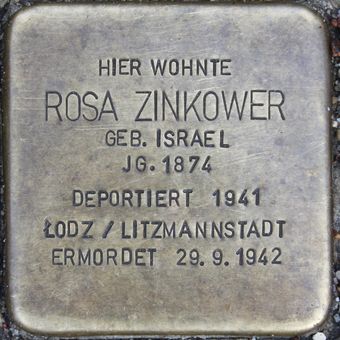 HIER WOHNTE
ROSA ZINKOWER
GEB. ISRAEL
JG. 1874
DEPORTIERT 1941
ŁODZ / LITZMANNSTADT
ERMORDET 29.9.1942